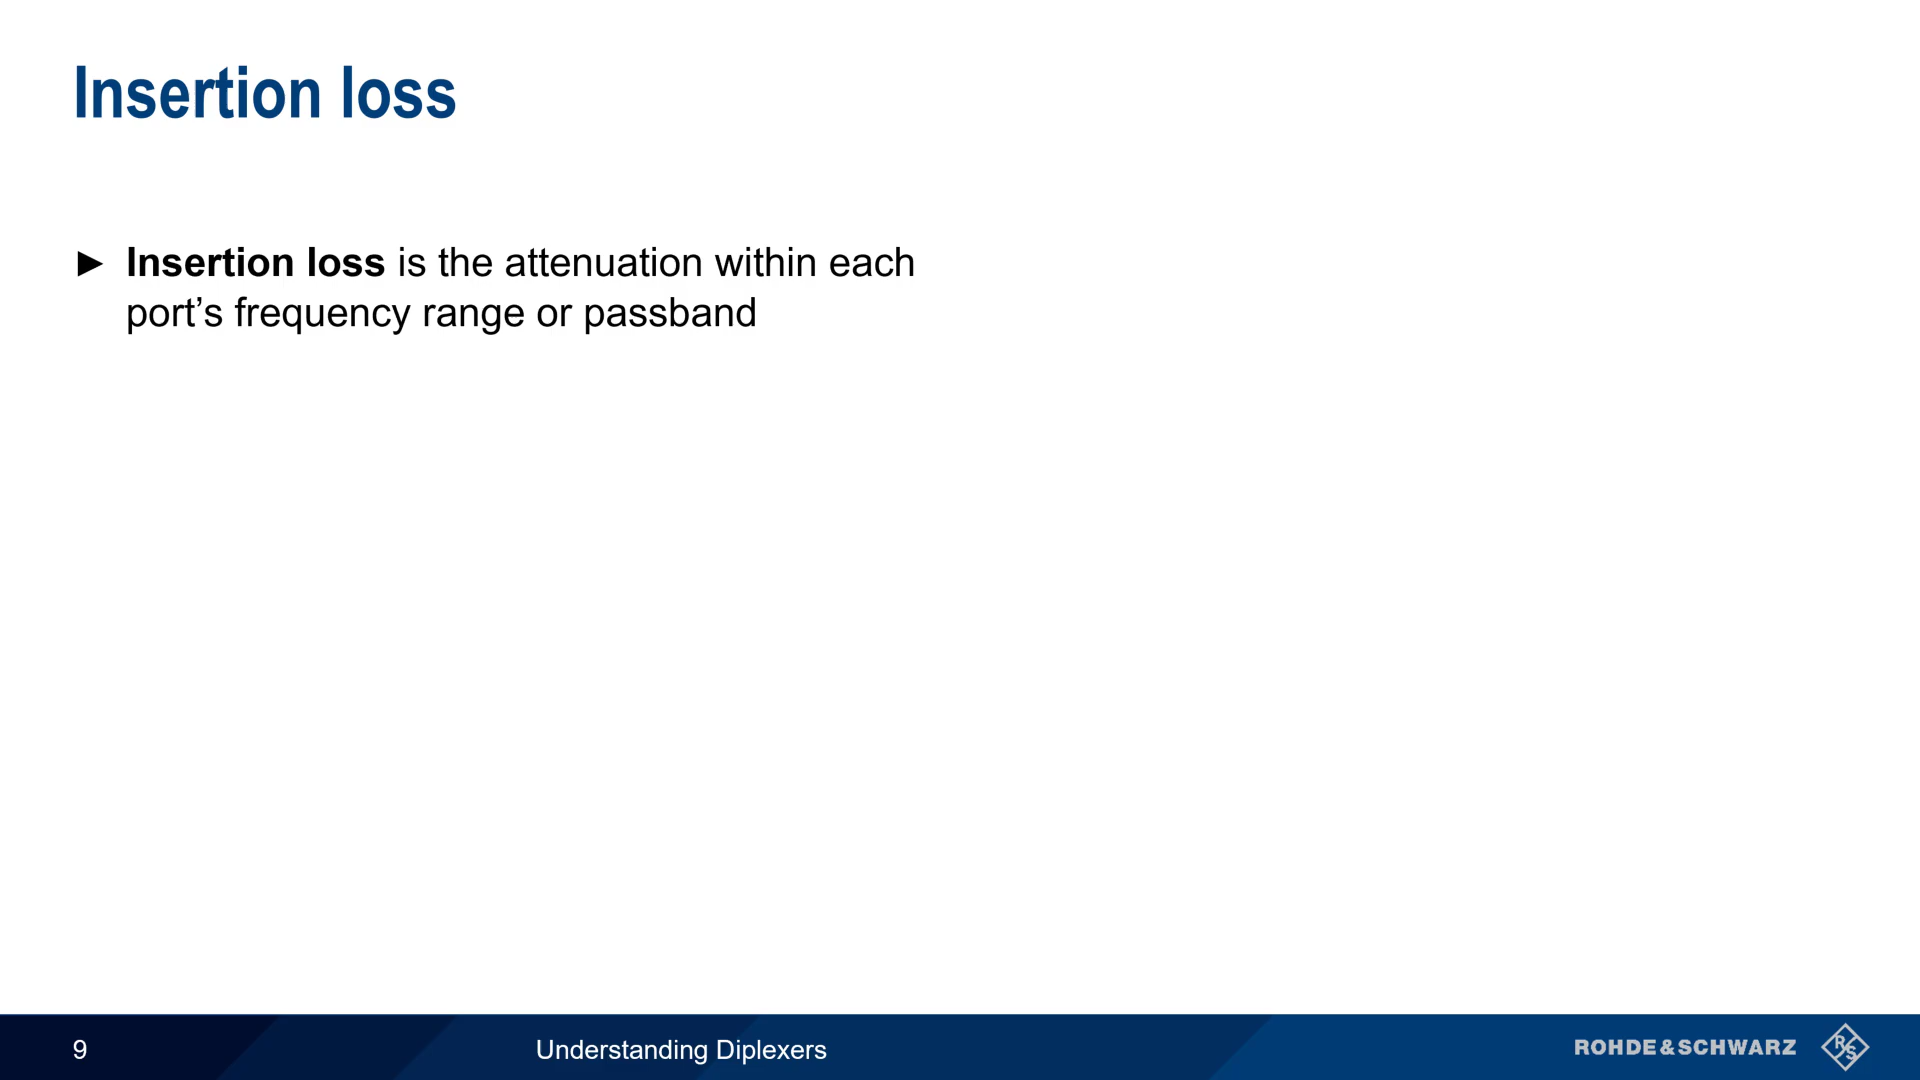 Insertion loss
► Insertion loss is the attenuation within each
port’s frequency range or passband
9
Understanding Diplexers
ROHDE&SCHWARZ
R
S